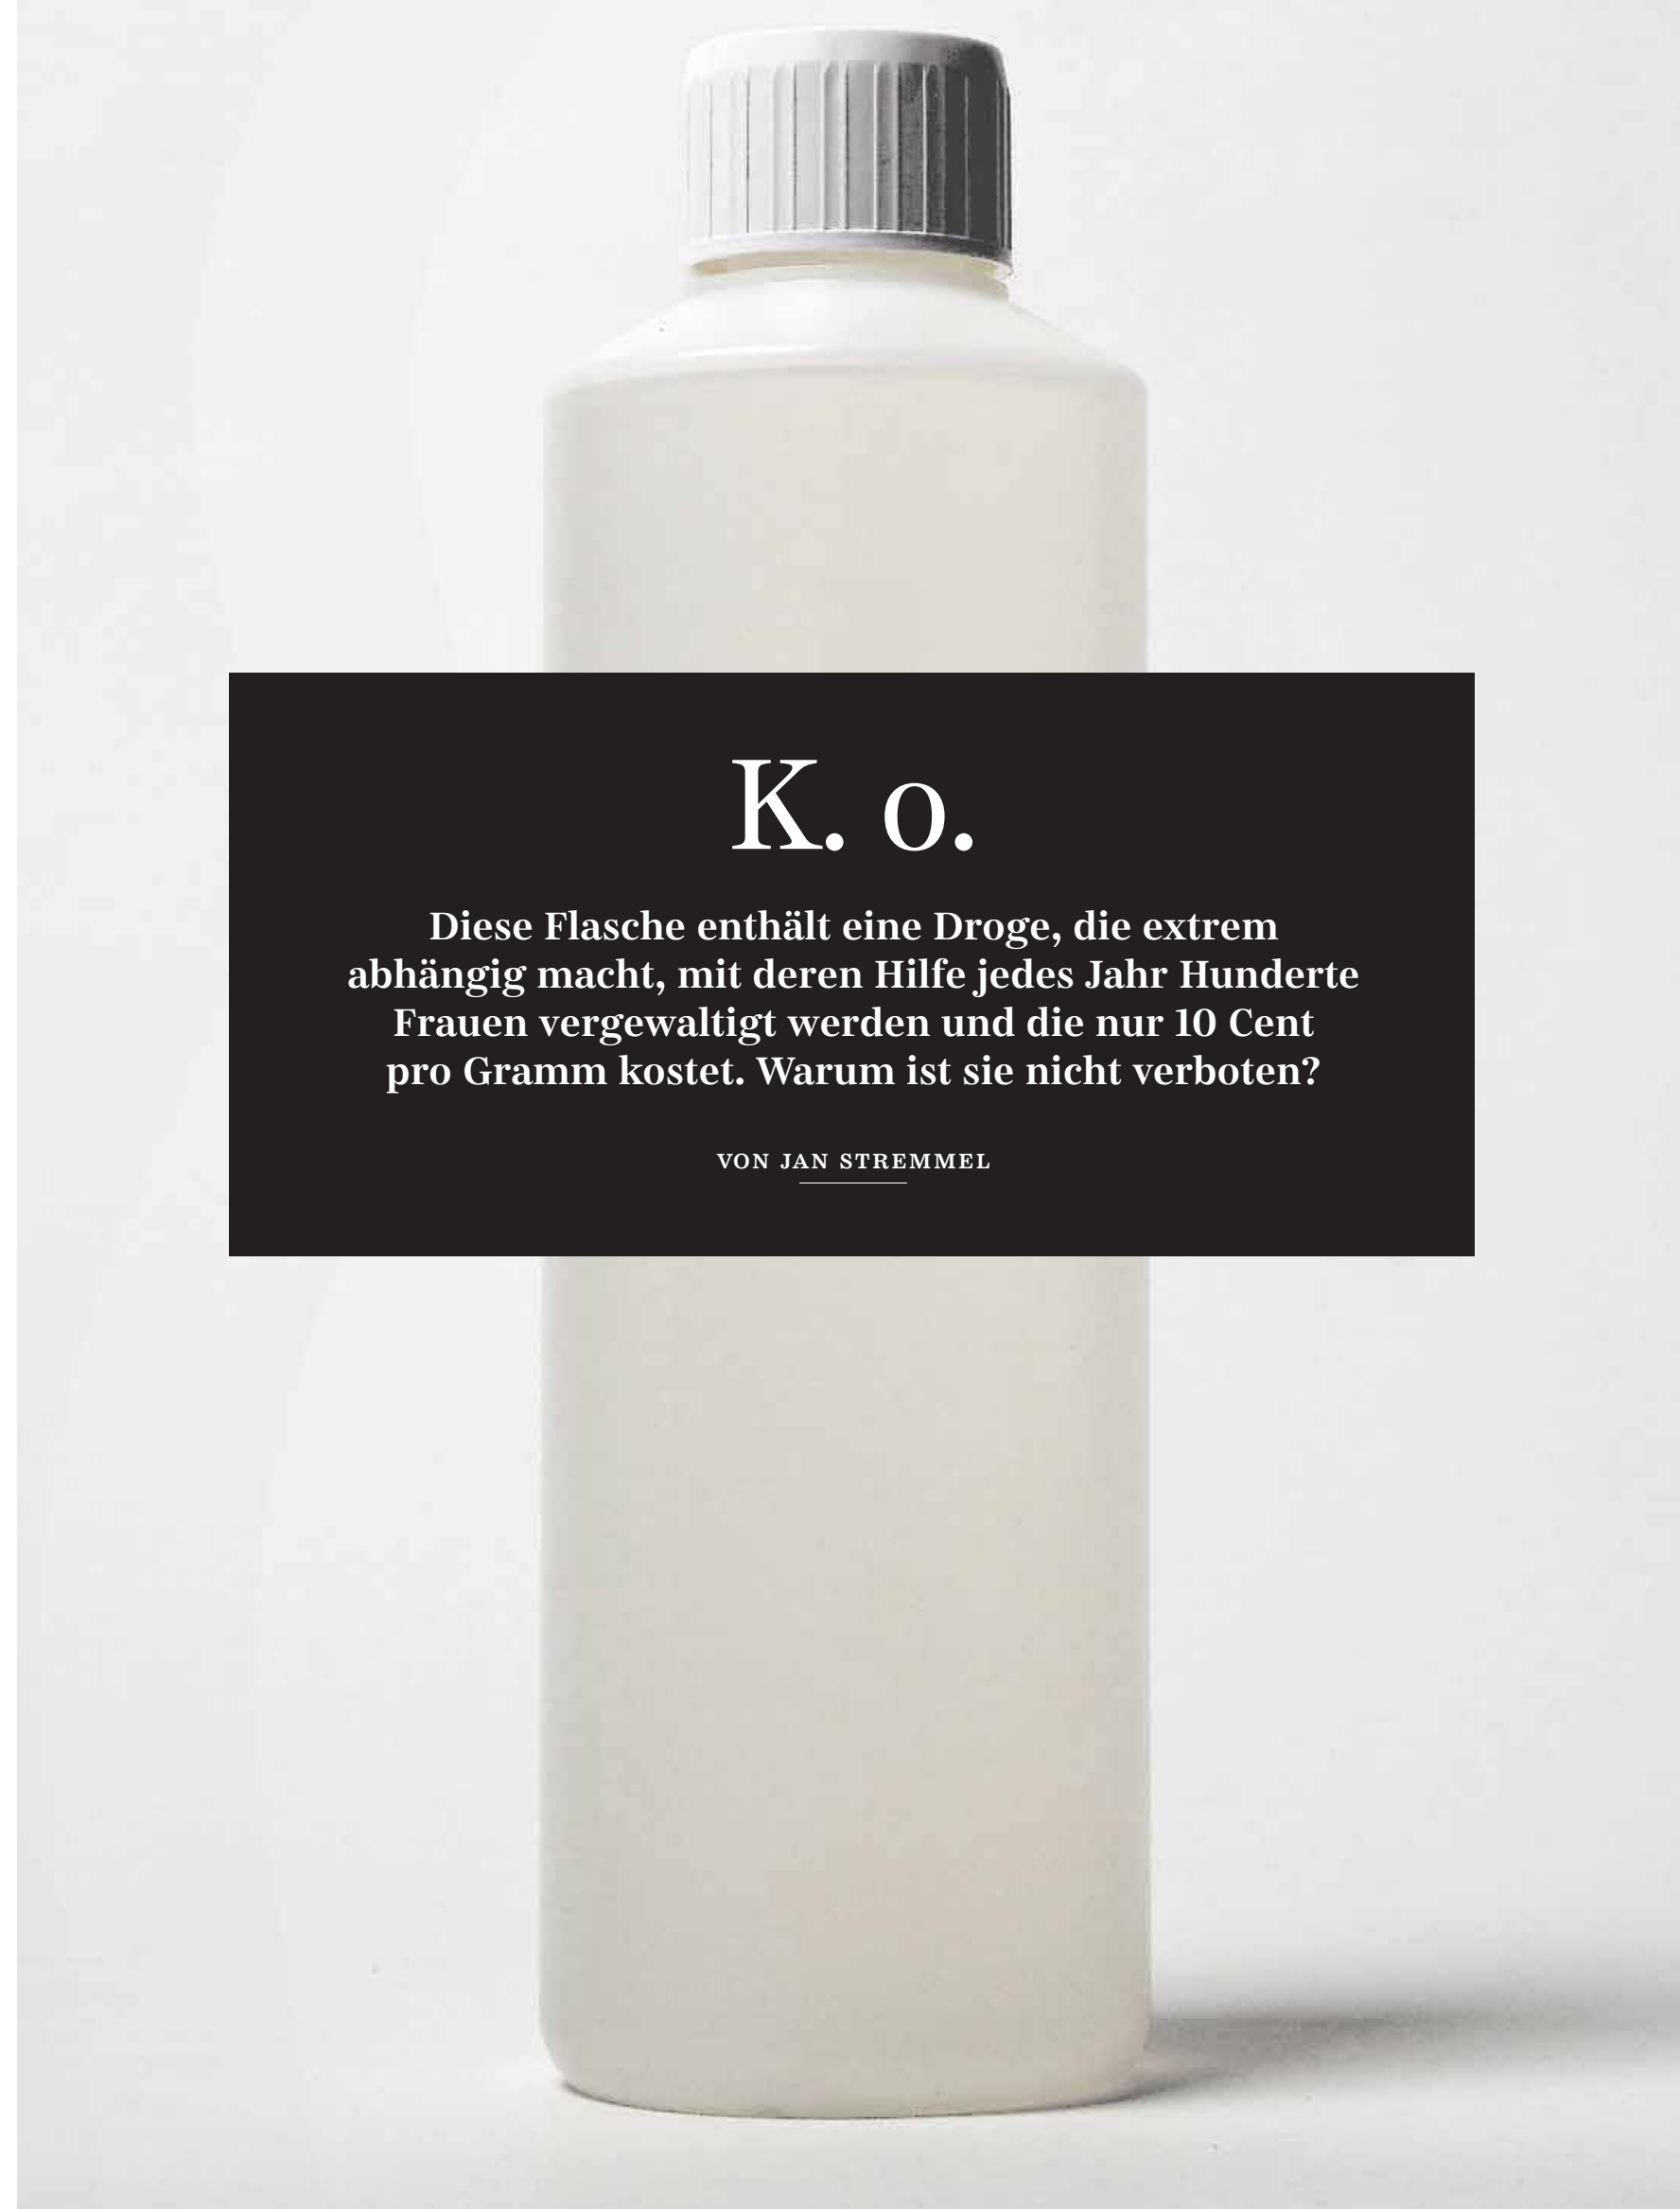 K. o.
Diese Flasche enthält eine Droge, die extrem
abhängig macht, mit deren Hilfe jedes Jahr Hunderte
Frauen vergewaltigt werden und die nur 10 Cent
pro Gramm kostet. Warum ist sie nicht verboten?
VON JAN STREMMEL